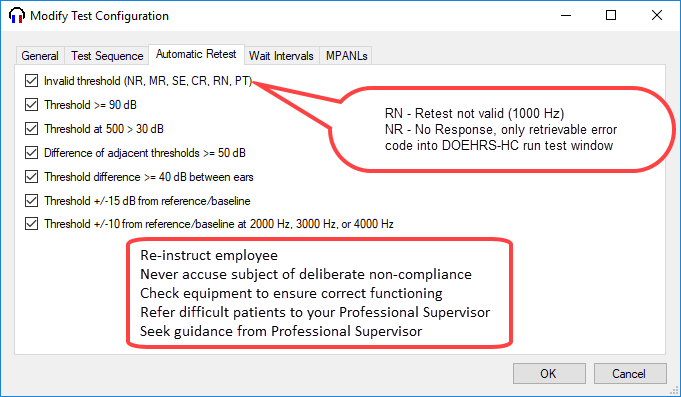 Modify Test Configuration
General Test Sequence Automatic Retest Wait Intervals MPANLs
Invalid threshold (NR, MR, SE, CR, RN, PT)
Threshold >= 90 dB
Threshold at 500 > 30 dB
Difference of adjacent thresholds >= 50 dB
Threshold difference >= 40 dB between ears
Threshold +/-15 dB from reference/baseline
Threshold +/-10 from reference/baseline at 2000 Hz, 3000 Hz, or 4000 Hz
RN - Retest not valid (1000 Hz)
NR - No Response, only retrievable error
code into DOEHRS-HC run test window
Re-instruct employee
Never accuse subject of deliberate non-compliance
Check equipment to ensure correct functioning
Refer difficult patients to your Professional Supervisor
Seek guidance from Professional Supervisor
OK Cancel